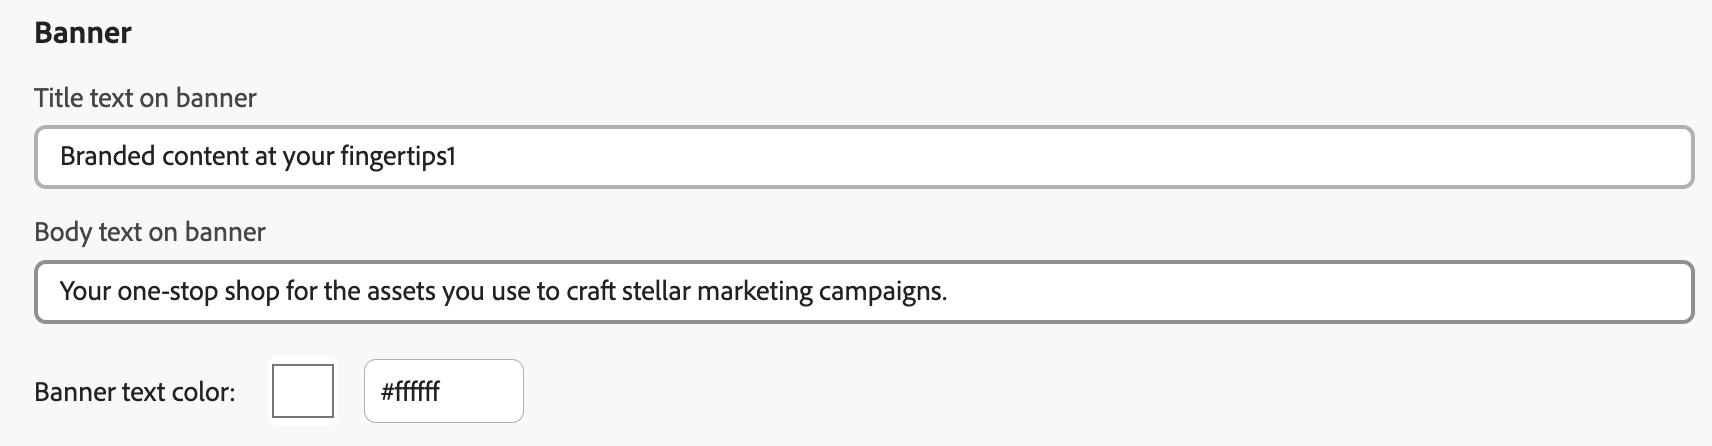 Banner
Title text on banner
Branded content at your fingertips1
Body text on banner
Your one-stop shop for the assets you use to craft stellar marketing campaigns.
Banner text color: #ffffff